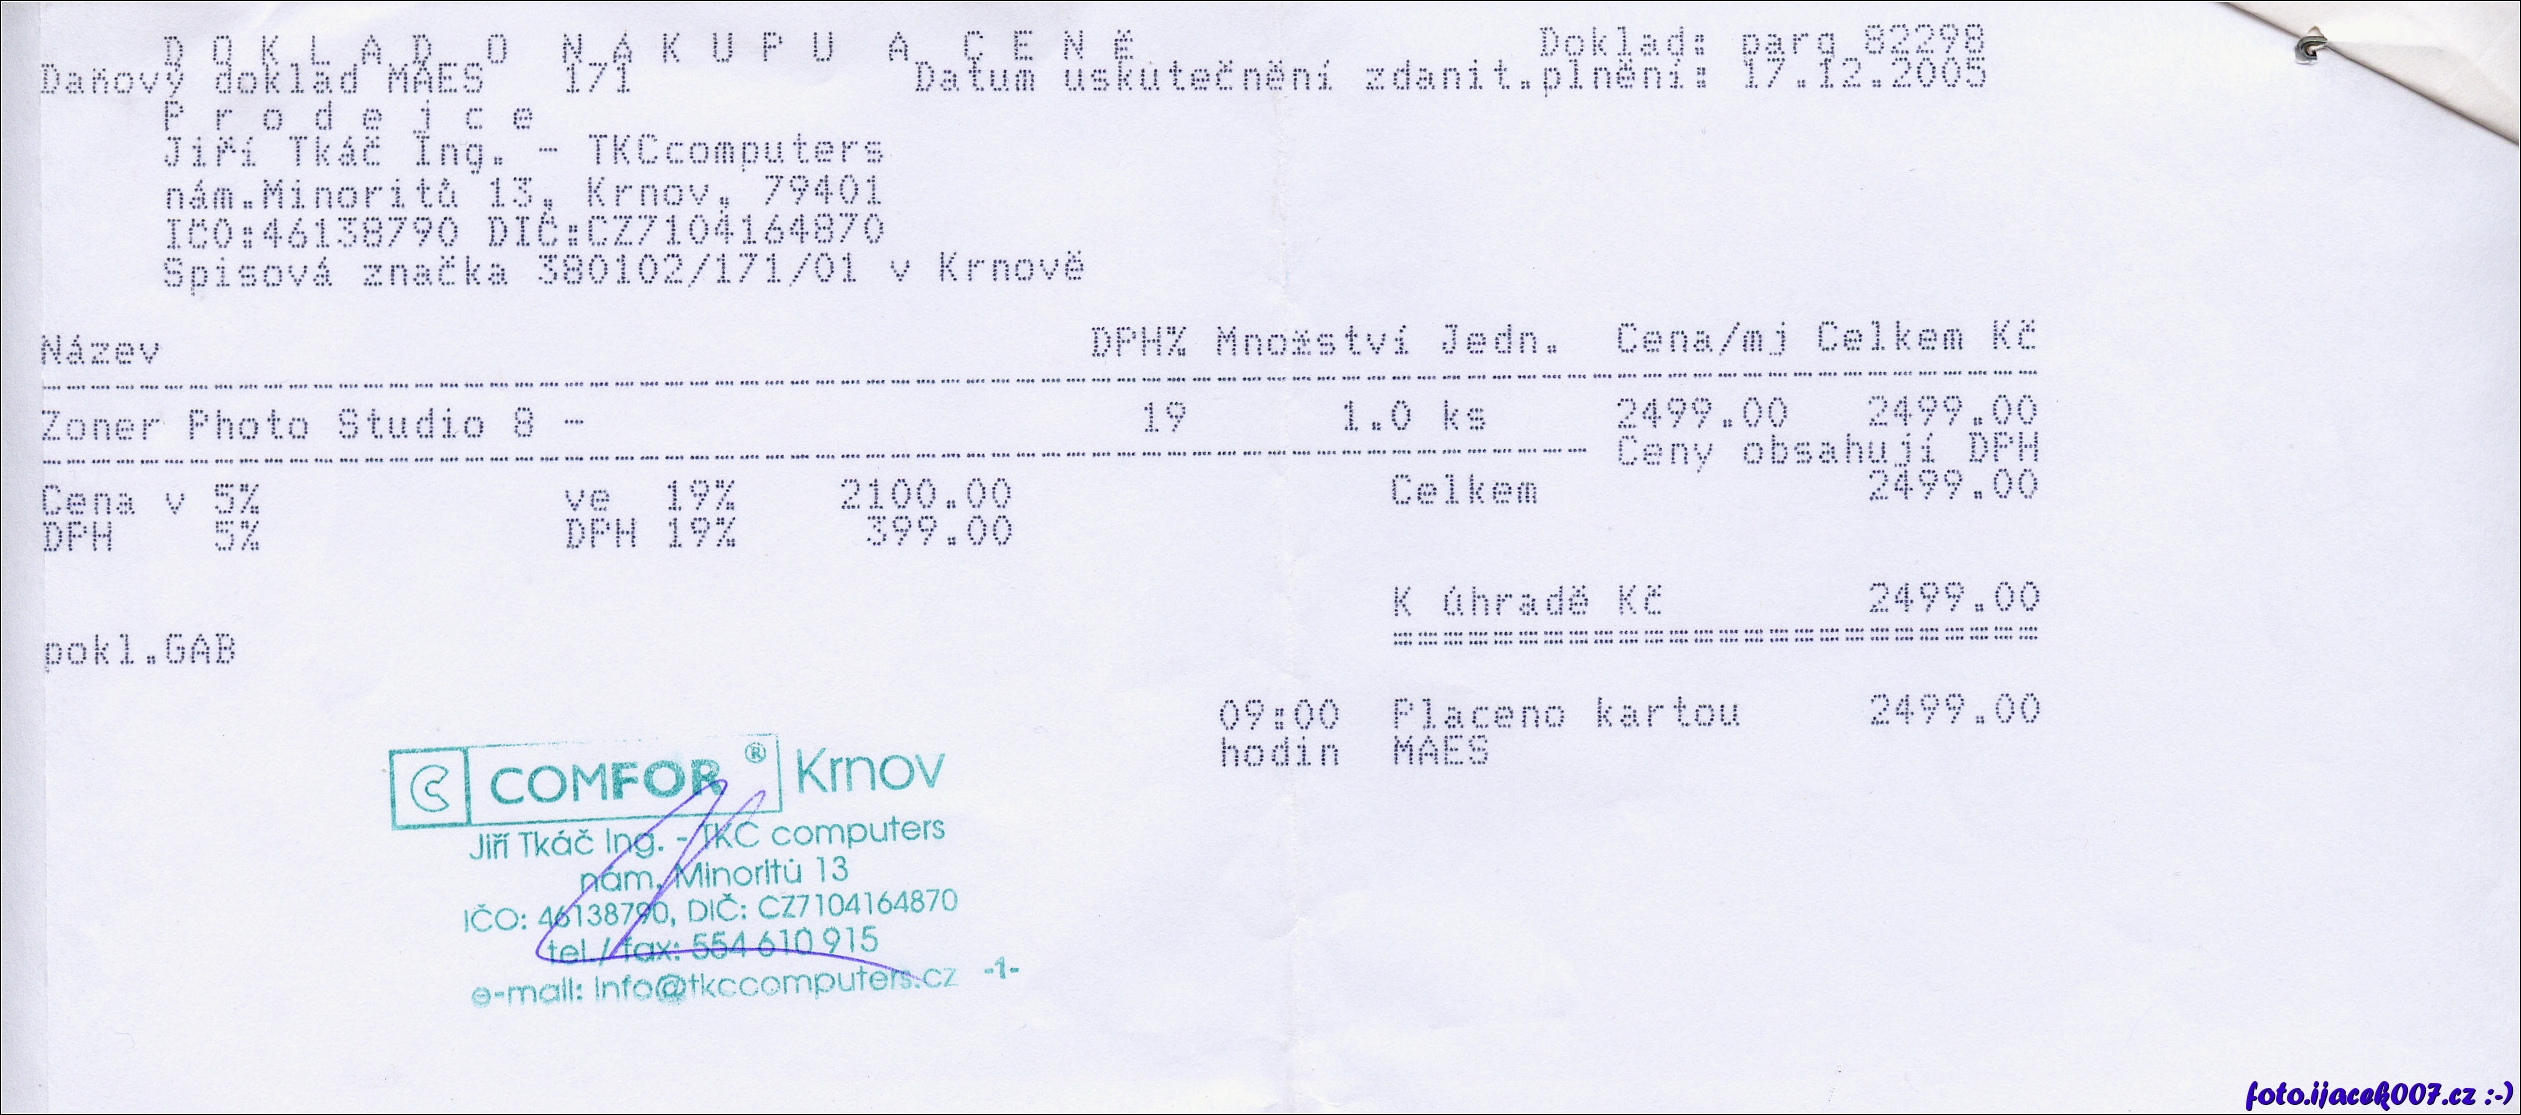 D O K L A D  O  N Á K U P U  A  C E N Ě Doklad: parg 82298
Daňový doklad MAES 171 Datum uskutečnění zdanit.plnění: 17.12.2005
P r o d e j c e
Jiří Tkáč Ing. - TKCcomputers
nám.Minoritů 13, Krnov, 79401
IČO:46138790 DIČ:CZ7104164870
Spisová značka 380102/171/01 v Krnově
Název DPH% Množství Jedn. Cena/mj Celkem Kč
Zoner Photo Studio 8 - 19 1.0 ks 2499.00 2499.00
Ceny obsahují DPH
Cena v 5% ve 19% 2100.00 Celkem 2499.00
DPH 5% DPH 19% 399.00
K úhradě Kč 2499.00
pokl.GAB
09:00 Placeno kartou 2499.00
hodin MAES
C COMFOR ® Krnov
Jiří Tkáč Ing. - TKC computers
nám. Minoritů 13
IČO: 46138790, DIČ: CZ7104164870
tel./fax: 554 610 915
e-mail: info@tkccomputers.cz -1-
foto.ijacek007.cz :-)